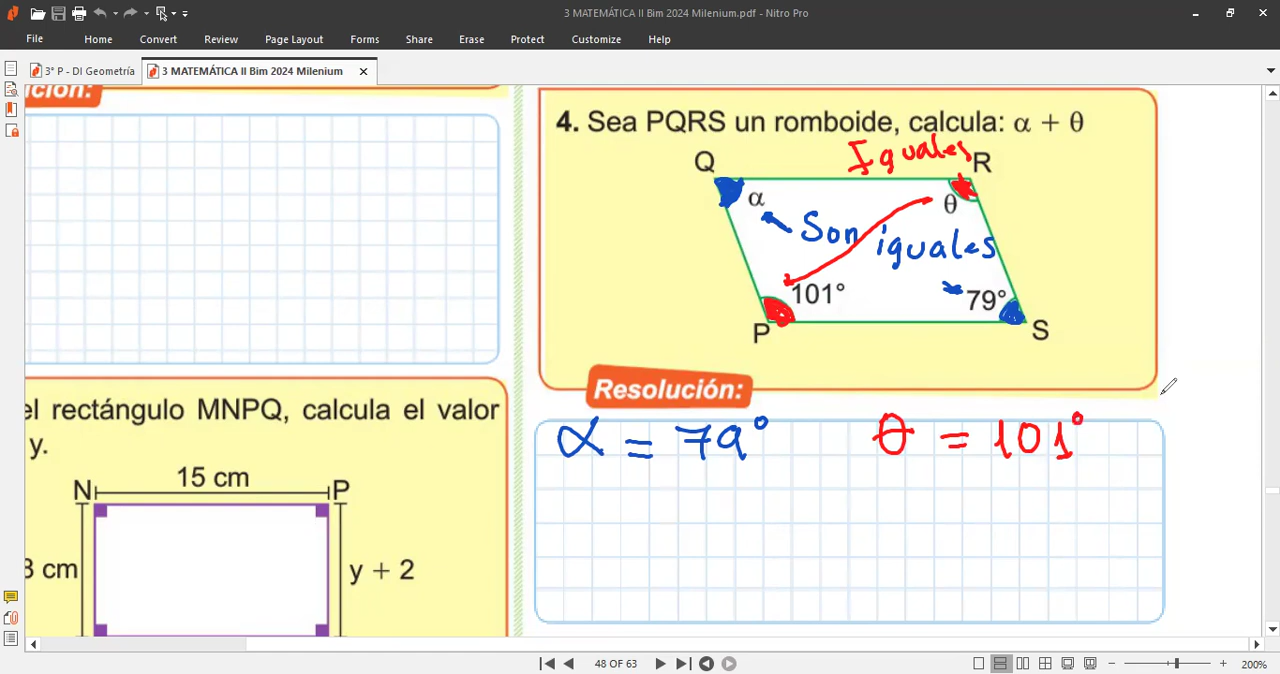 3 MATEMÁTICA II Bim 2024 Milenium.pdf - Nitro Pro
File Home Convert Review Page Layout Forms Share Erase Protect Customize Help
3° P - DI Geometría
3 MATEMÁTICA II Bim 2024 Milenium
ción:
el rectángulo MNPQ, calcula el valor
y.
15 cm
N P
3 cm
y + 2
4. Sea PQRS un romboide, calcula: α + θ
Iguales
Q R
α θ
Son iguales
101° 79°
P S
Resolución:
α = 79° θ = 101°
48 OF 63
200%